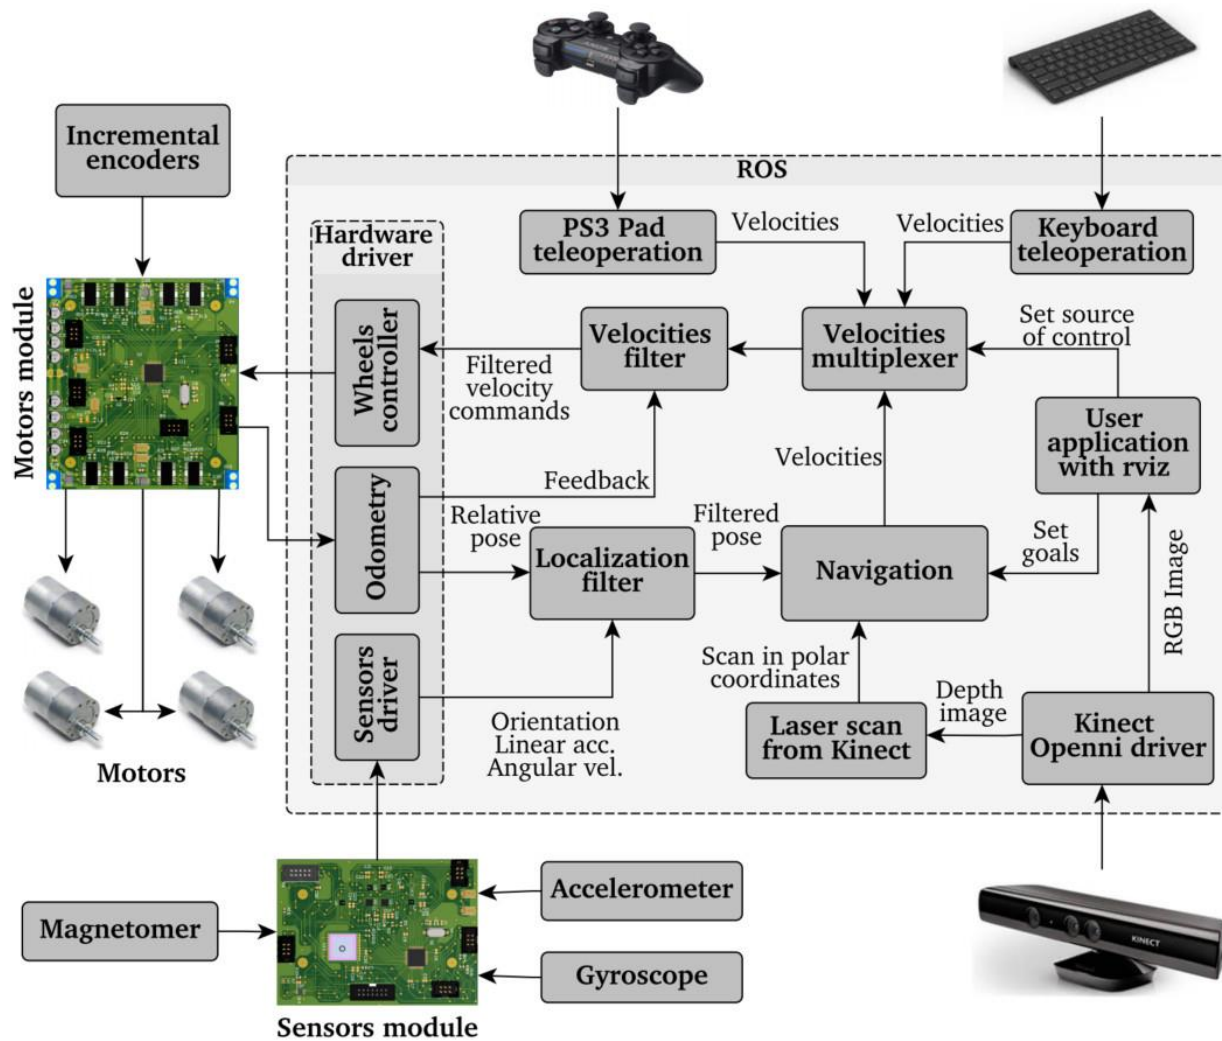 Incremental
encoders
ROS
PS3 Pad
teleoperation
Velocities
Velocities
Keyboard
teleoperation
Hardware
driver
Motors module
Wheels
controller
Filtered
velocity
commands
Velocities
filter
Velocities
multiplexer
Set source
of control
User
application
with rviz
Velocities
Feedback
Odometry
Relative
pose
Localization
filter
Filtered
pose
Navigation
Set
goals
RGB Image
Sensors
driver
Orientation
Linear acc.
Angular vel.
Scan in polar
coordinates
Laser scan
from Kinect
Depth
image
Kinect
Openni driver
Motors
Magnetomer
Accelerometer
Gyroscope
Sensors module
KINECT